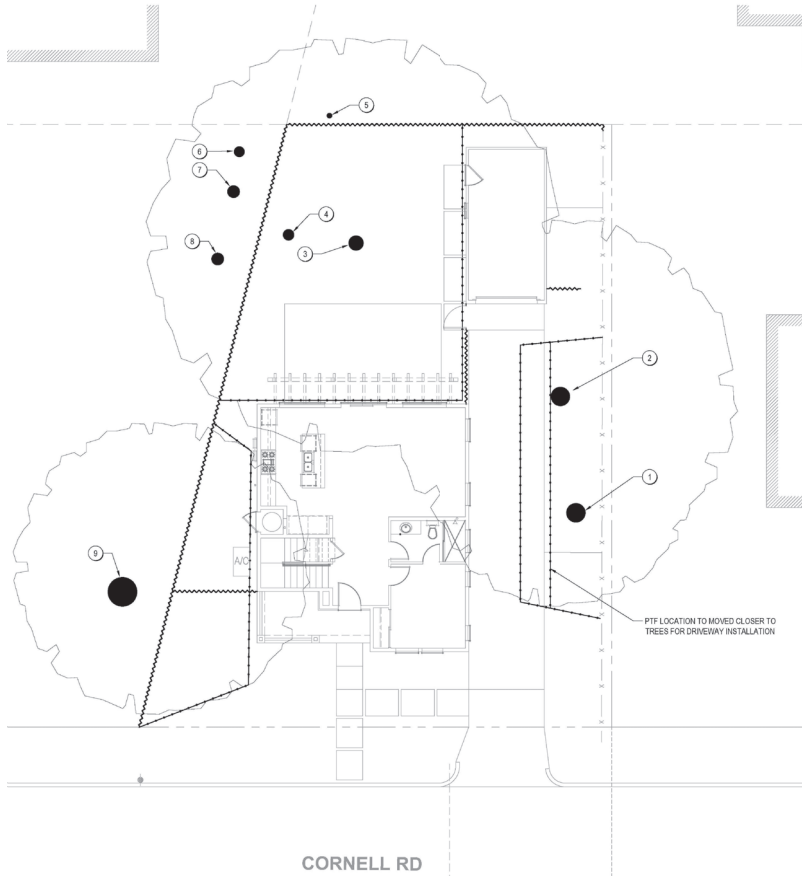 5
6
7
4
3
8
2
1
9
A/C
PTF LOCATION TO MOVED CLOSER TO
TREES FOR DRIVEWAY INSTALLATION
CORNELL RD